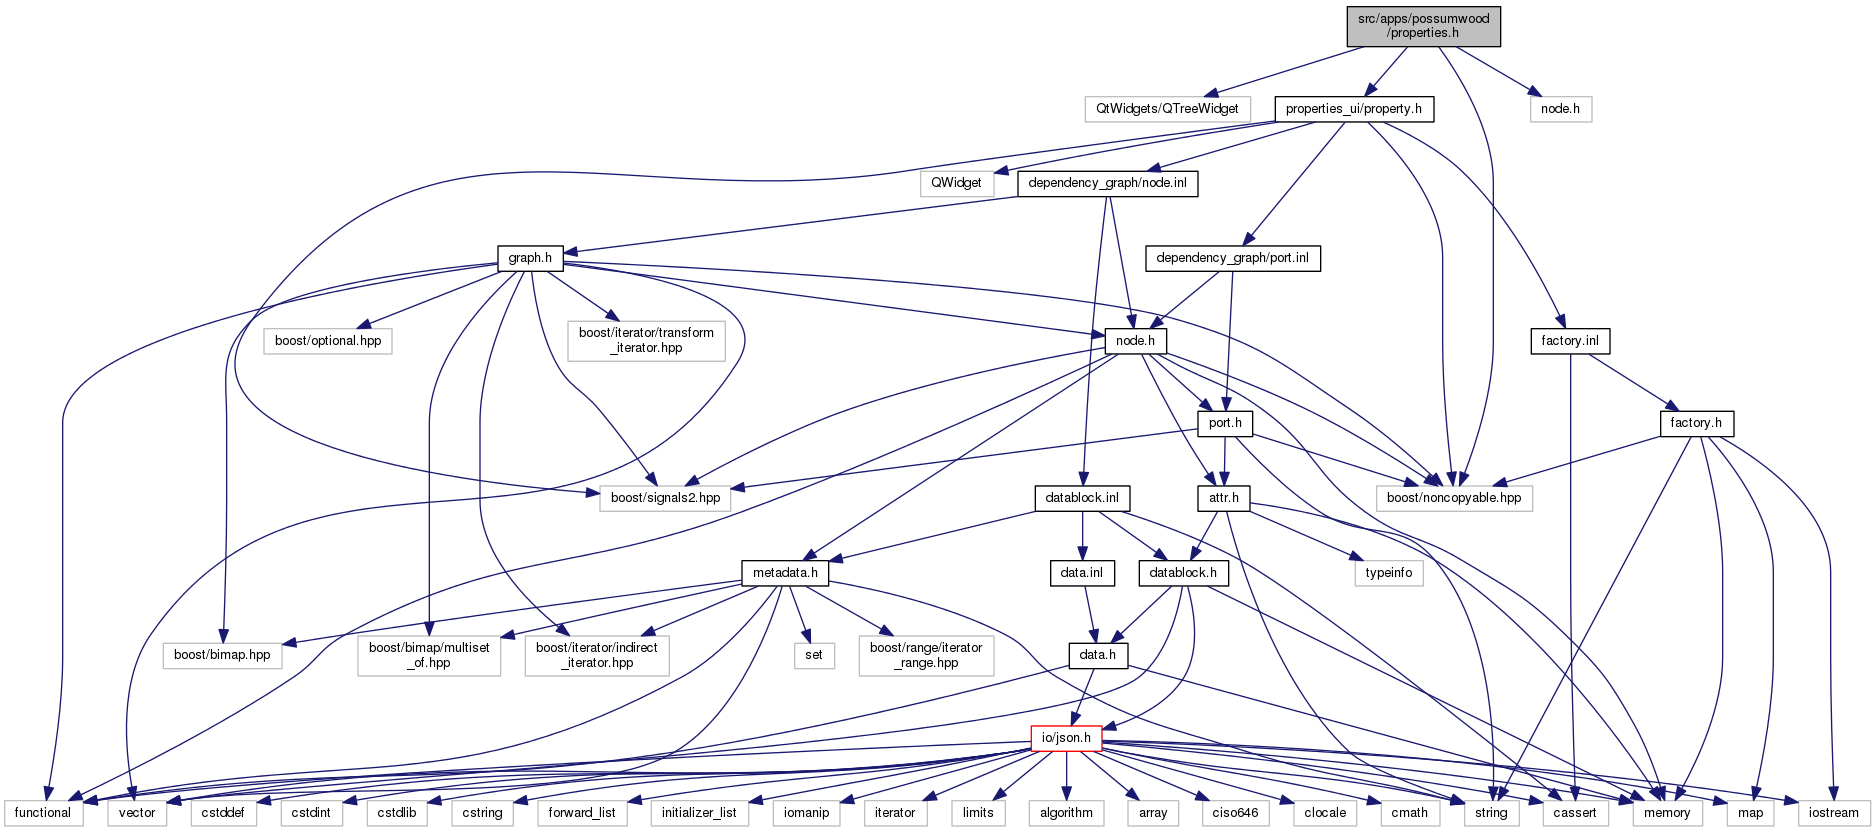 src/apps/possumwood
/properties.h
QtWidgets/QTreeWidget
properties_ui/property.h
node.h
QWidget
dependency_graph/node.inl
graph.h
dependency_graph/port.inl
boost/optional.hpp
boost/iterator/transform
_iterator.hpp
node.h
factory.inl
port.h
factory.h
boost/signals2.hpp
datablock.inl
attr.h
boost/noncopyable.hpp
metadata.h
data.inl
datablock.h
typeinfo
boost/bimap.hpp
boost/bimap/multiset
_of.hpp
boost/iterator/indirect
_iterator.hpp
set
boost/range/iterator
_range.hpp
data.h
io/json.h
functional
vector
cstddef
cstdint
cstdlib
cstring
forward_list
initializer_list
iomanip
iterator
limits
algorithm
array
ciso646
clocale
cmath
string
cassert
memory
map
iostream